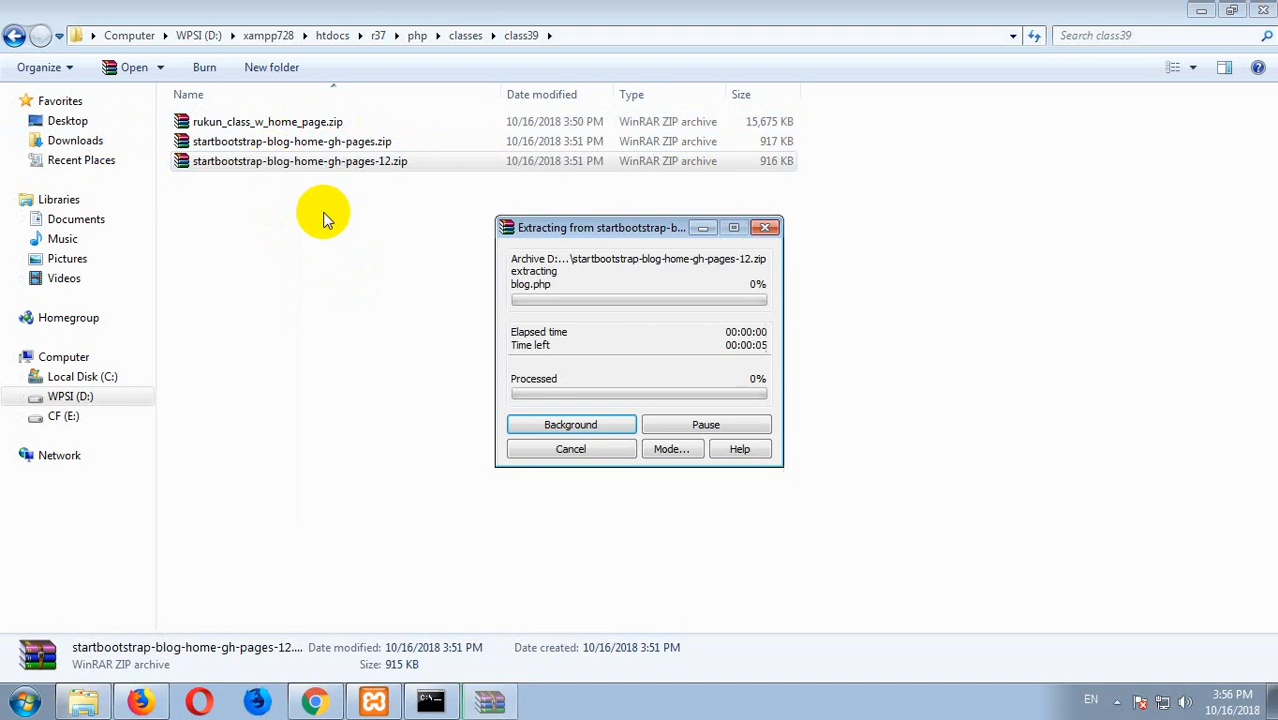 Computer
WPSI (D:)
xampp728
htdocs
r37
php
classes
class39
Search class39
Organize
Open
Burn
New folder
Name
Date modified
Type
Size
Favorites
Desktop
Downloads
Recent Places
Libraries
Documents
Music
Pictures
Videos
Homegroup
Computer
Local Disk (C:)
WPSI (D:)
CF (E:)
Network
rukun_class_w_home_page.zip 10/16/2018 3:50 PM WinRAR ZIP archive 15,675 KB
startbootstrap-blog-home-gh-pages.zip 10/16/2018 3:51 PM WinRAR ZIP archive 917 KB
startbootstrap-blog-home-gh-pages-12.zip 10/16/2018 3:51 PM WinRAR ZIP archive 916 KB
Extracting from startbootstrap-b...
Archive D:...\startbootstrap-blog-home-gh-pages-12.zip
extracting
blog.php 0%
Elapsed time 00:00:00
Time left 00:00:05
Processed 0%
Background
Pause
Cancel
Mode...
Help
startbootstrap-blog-home-gh-pages-12.... Date modified: 10/16/2018 3:51 PM Date created: 10/16/2018 3:51 PM
WinRAR ZIP archive Size: 915 KB
EN
3:56 PM
10/16/2018